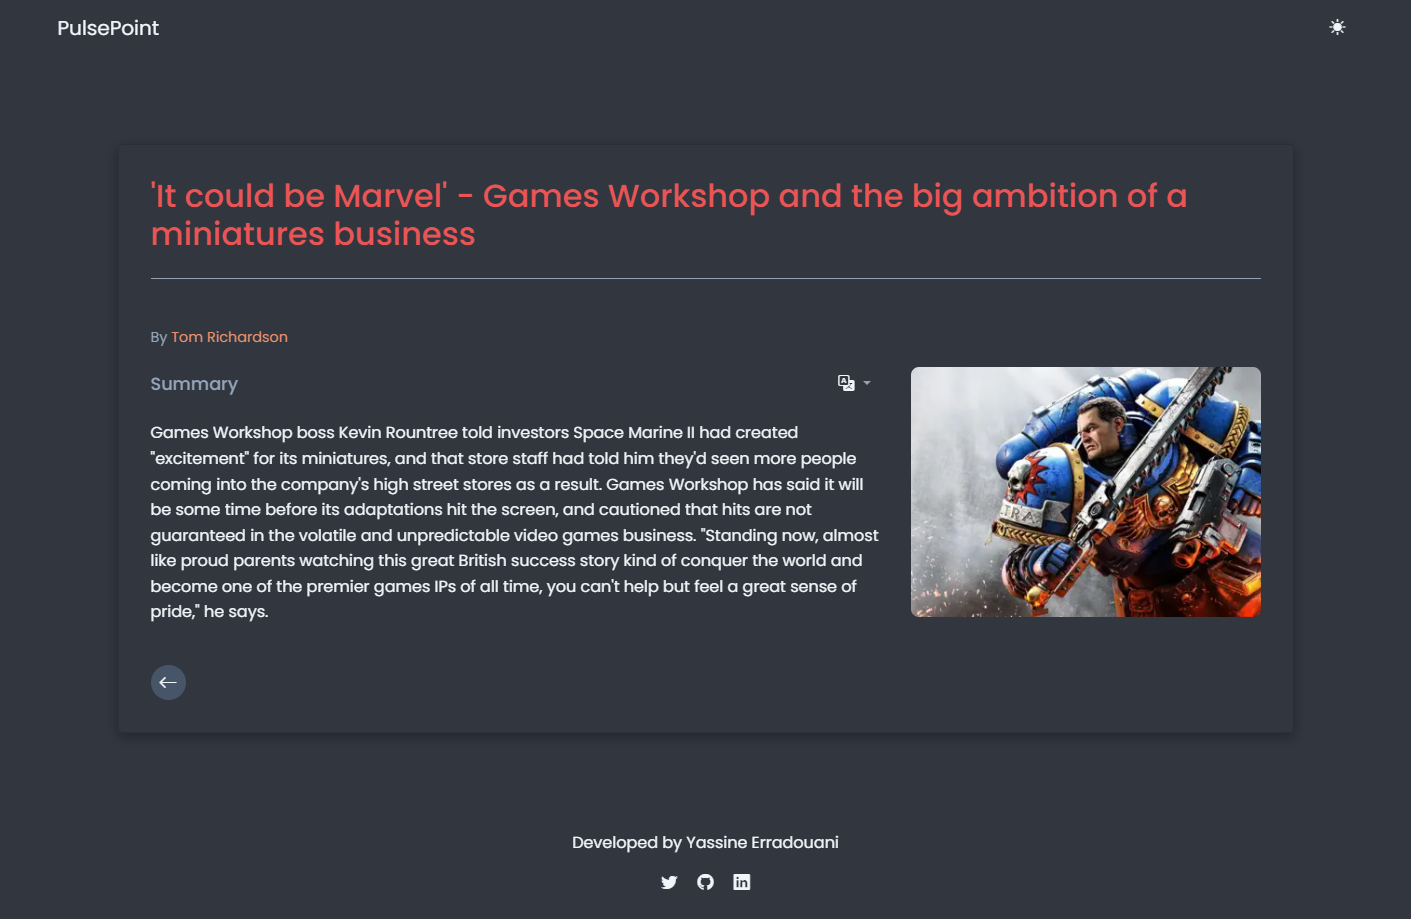 PulsePoint
'It could be Marvel' - Games Workshop and the big ambition of a
miniatures business
By Tom Richardson
Summary
Games Workshop boss Kevin Rountree told investors Space Marine II had created
"excitement" for its miniatures, and that store staff had told him they'd seen more people
coming into the company's high street stores as a result. Games Workshop has said it will
be some time before its adaptations hit the screen, and cautioned that hits are not
guaranteed in the volatile and unpredictable video games business. "Standing now, almost
like proud parents watching this great British success story kind of conquer the world and
become one of the premier games IPs of all time, you can't help but feel a great sense of
pride," he says.
Developed by Yassine Erradouani